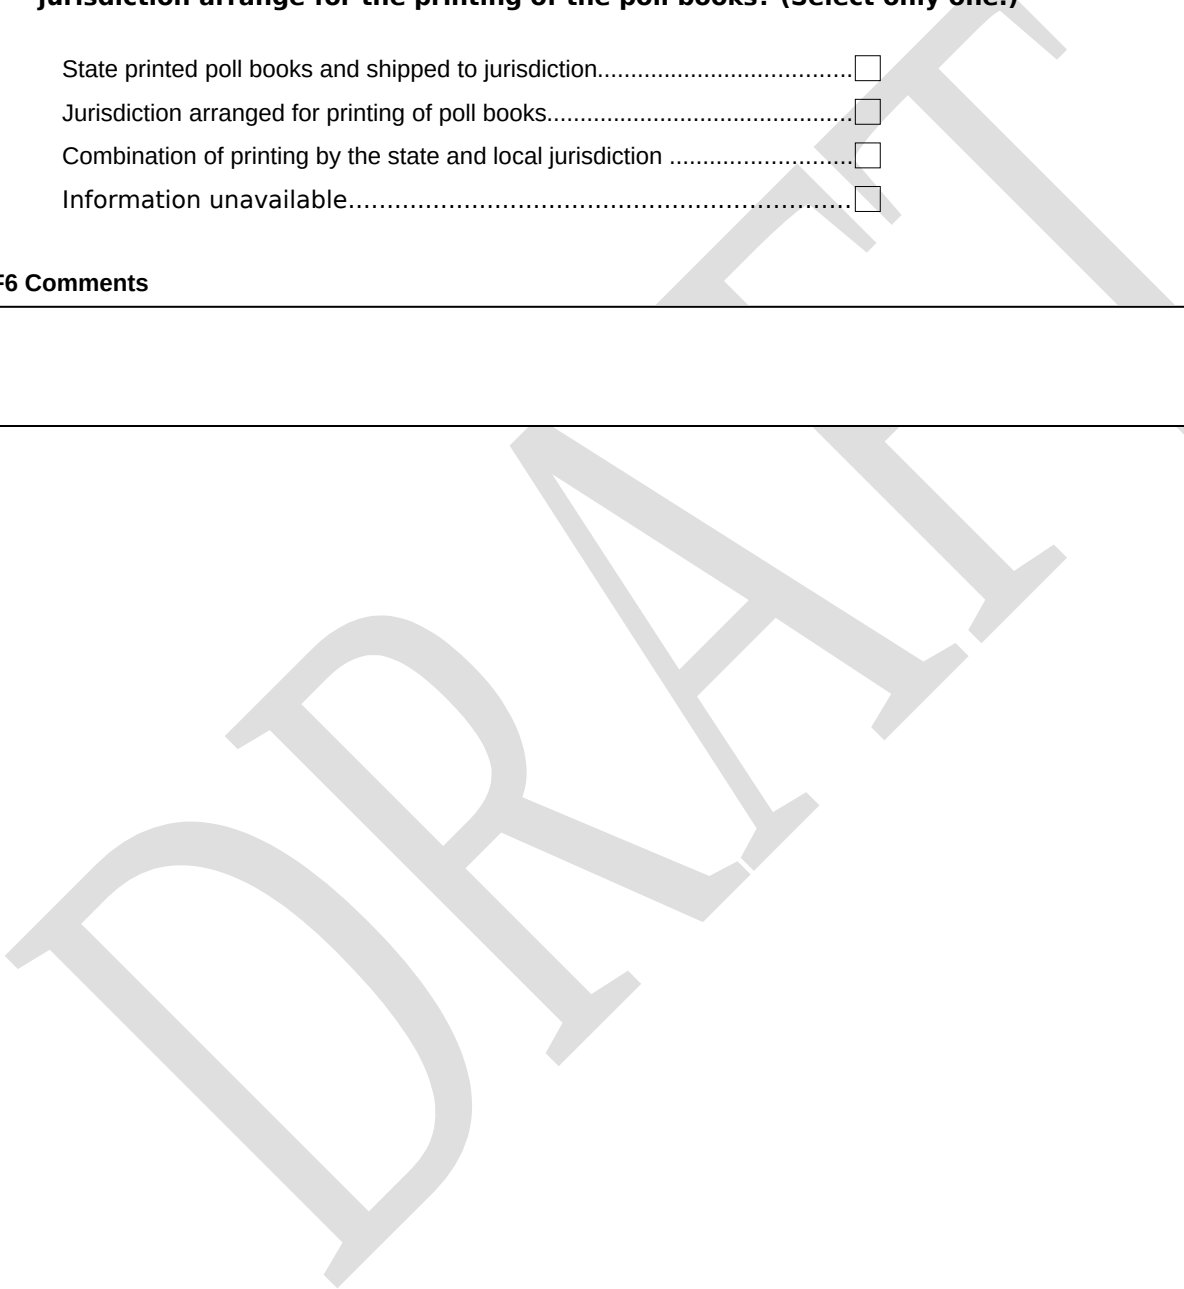 jurisdiction arrange for the printing of the poll books? (Select only one.)
State printed poll books and shipped to jurisdiction......................................
Jurisdiction arranged for printing of poll books..............................................
Combination of printing by the state and local jurisdiction ...........................
Information unavailable.................................................................
F6 Comments
DRAFT